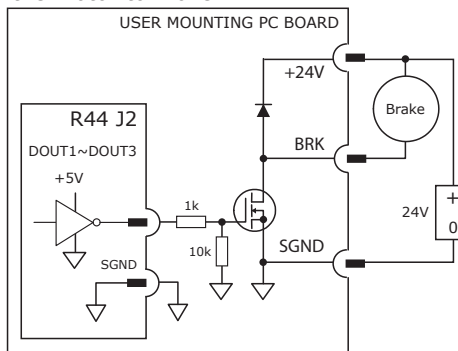 USER MOUNTING PC BOARD
+24V
R44 J2
Brake
DOUT1~DOUT3
BRK
+5V
1k
24V
+
0
SGND
10k
SGND